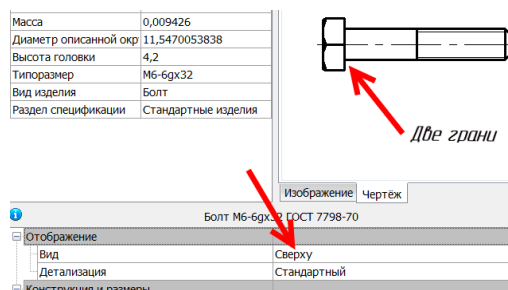 Масса 0,009426
Диаметр описанной окр 11,5470053838
Высота головки 4,2
Типоразмер M6-6gx32
Вид изделия Болт
Раздел спецификации Стандартные изделия
Две грани
Изображение Чертёж
Болт M6-6gx32 ГОСТ 7798-70
Отображение
Вид Сверху
Детализация Стандартный
Конструкция и размеры